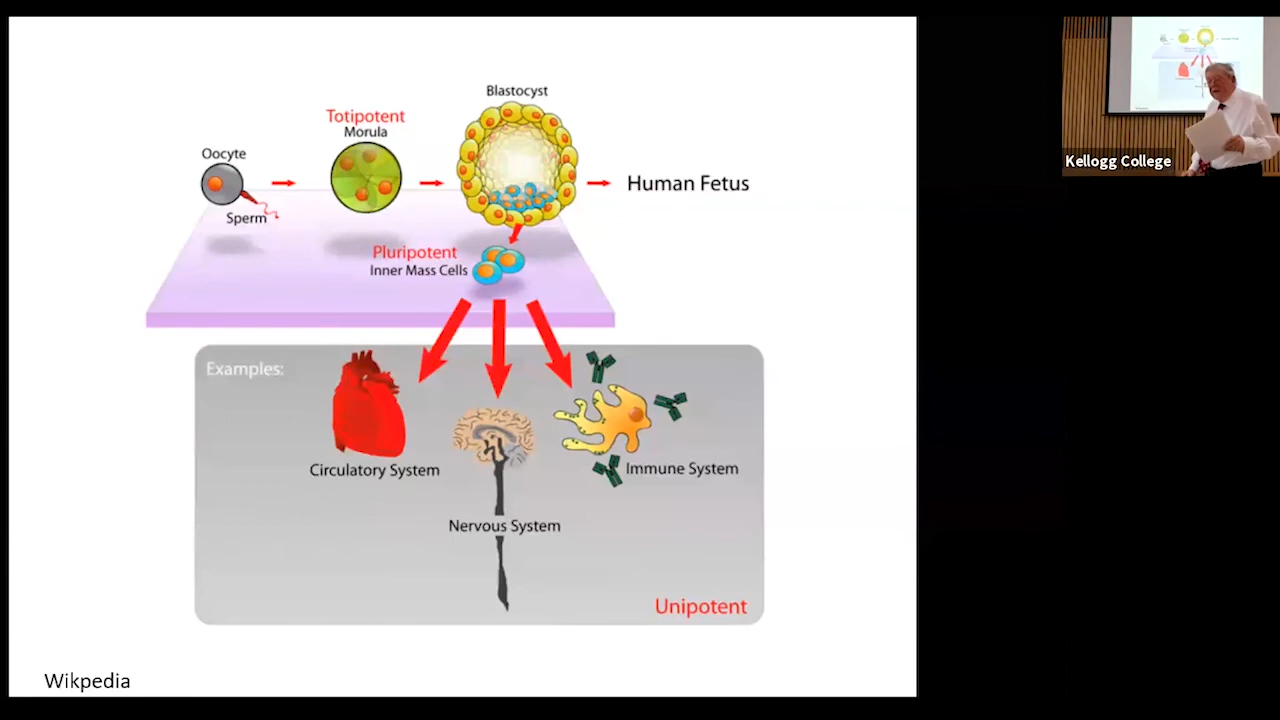 Blastocyst
Totipotent
Morula
Oocyte
Sperm
Human Fetus
Pluripotent
Inner Mass Cells
Examples:
Circulatory System
Immune System
Nervous System
Unipotent
Wikpedia
Kellogg College